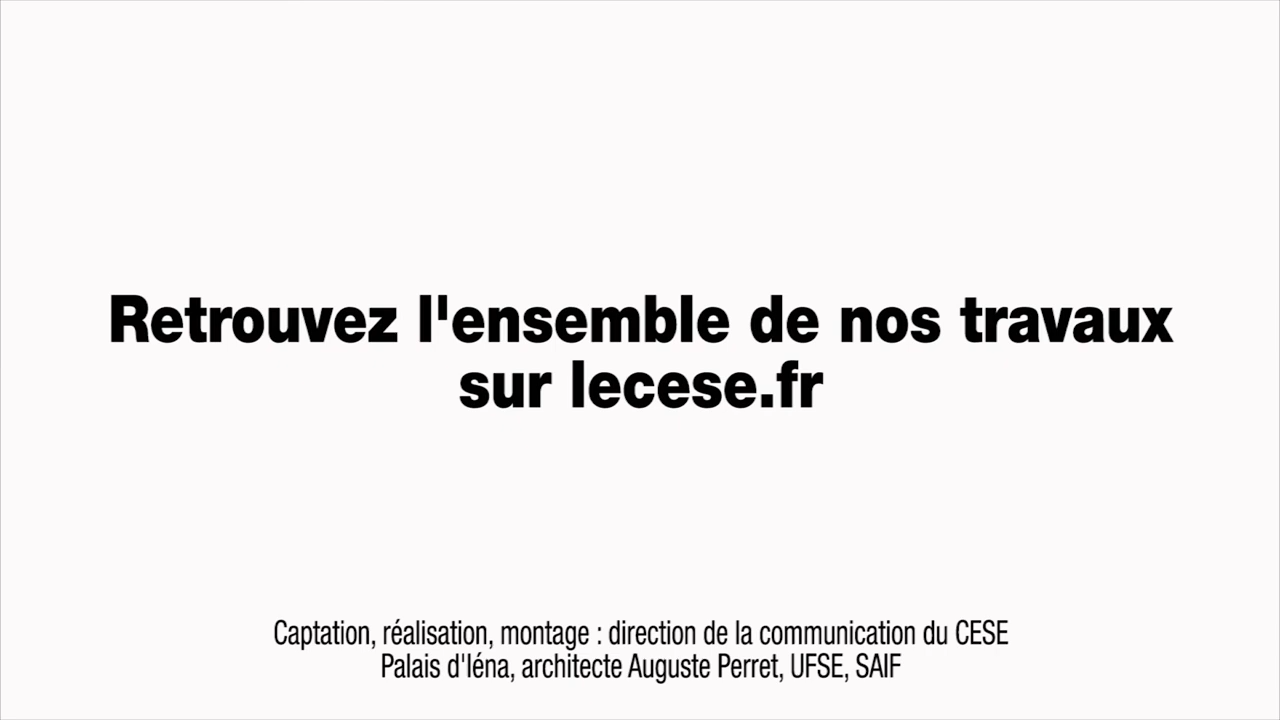 Retrouvez l'ensemble de nos travaux
sur lecese.fr
Captation, réalisation, montage : direction de la communication du CESE
Palais d'Iéna, architecte Auguste Perret, UFSE, SAIF